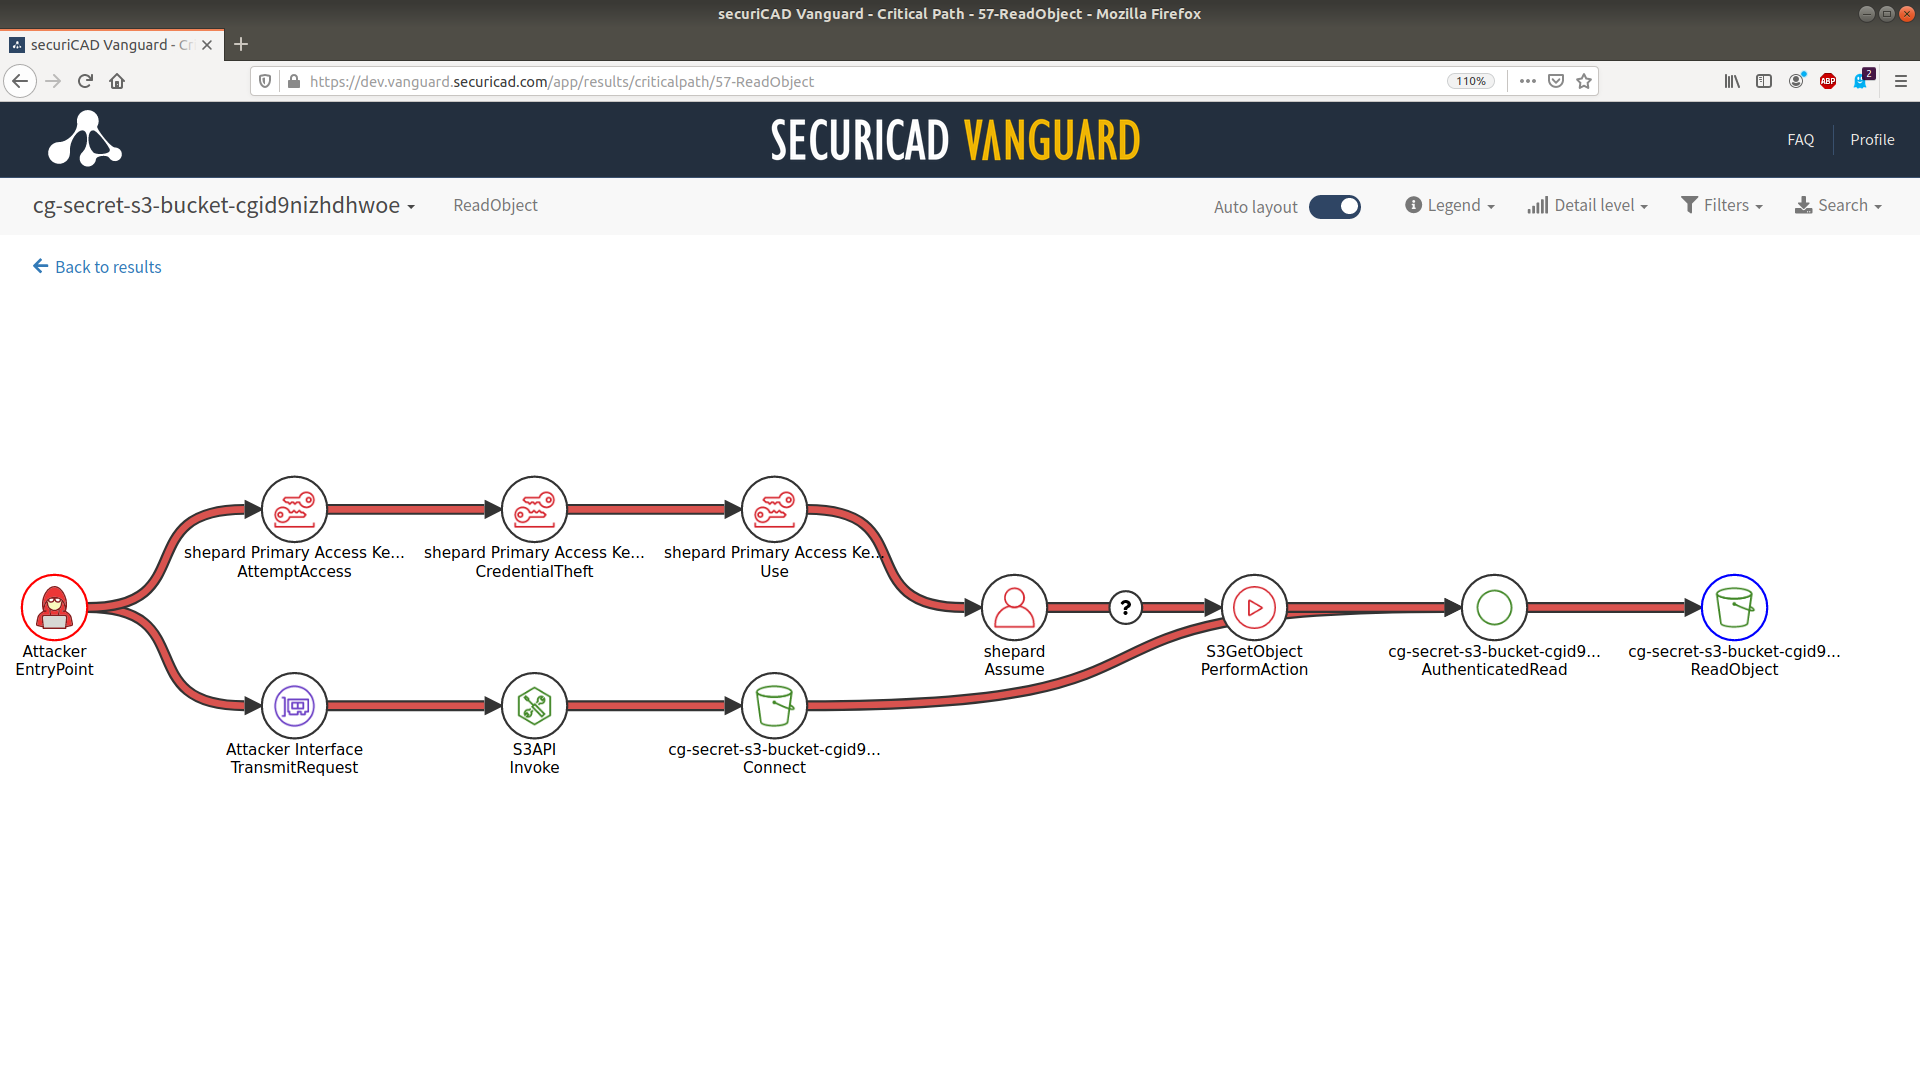 securiCAD Vanguard - Critical Path - 57-ReadObject - Mozilla Firefox
securiCAD Vanguard - Cr
https://dev.vanguard.securicad.com/app/results/criticalpath/57-ReadObject
110%
ABP
2
SECURICAD VANGUARD
FAQ
Profile
cg-secret-s3-bucket-cgid9nizhdhwoe
ReadObject
Auto layout
Legend
Detail level
Filters
Search
Back to results
shepard Primary Access Ke...
AttemptAccess
shepard Primary Access Ke...
CredentialTheft
shepard Primary Access Ke...
Use
Attacker
EntryPoint
shepard
Assume
?
S3GetObject
PerformAction
cg-secret-s3-bucket-cgid9...
AuthenticatedRead
cg-secret-s3-bucket-cgid9...
ReadObject
Attacker Interface
TransmitRequest
S3API
Invoke
cg-secret-s3-bucket-cgid9...
Connect